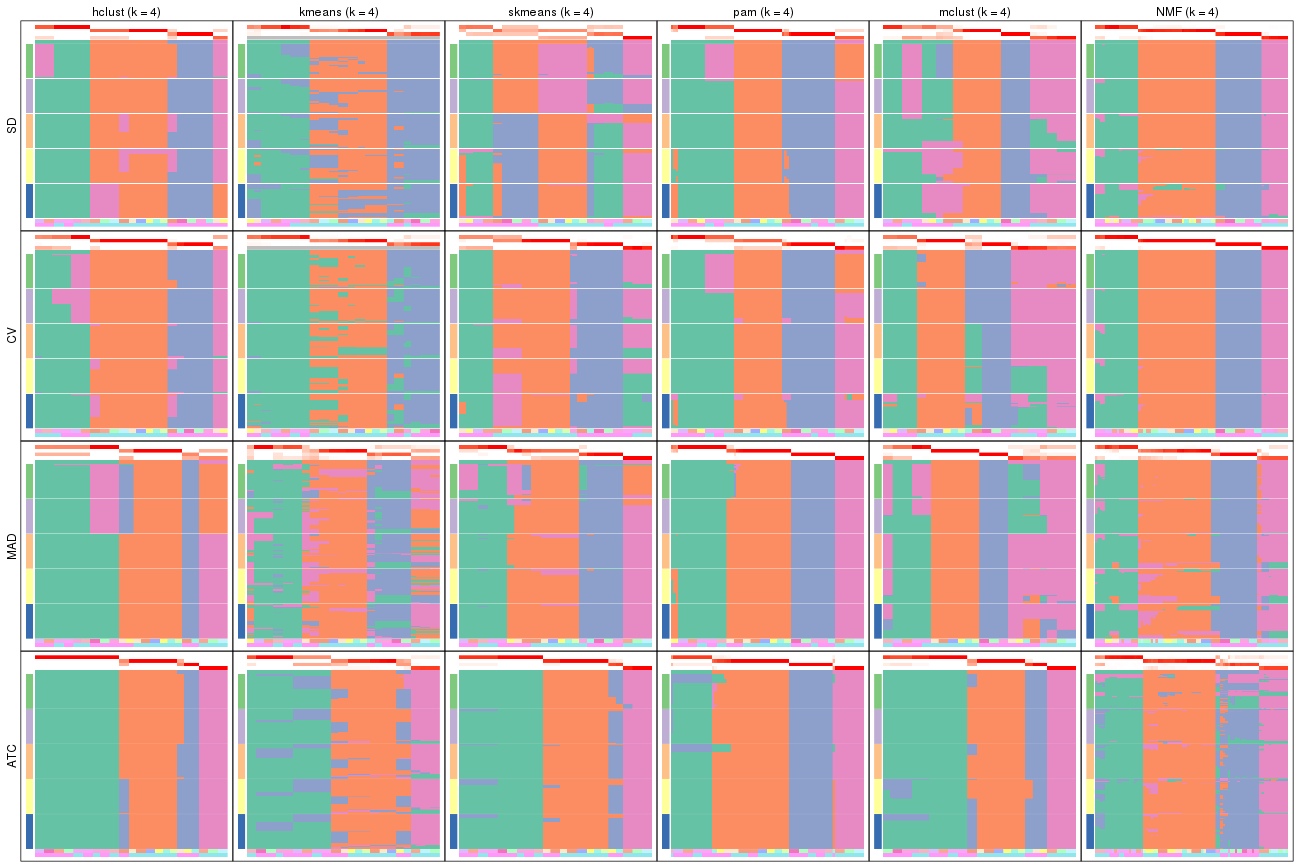 hclust (k = 4) kmeans (k = 4) skmeans (k = 4) pam (k = 4) mclust (k = 4) NMF (k = 4)
SD
CV
MAD
ATC